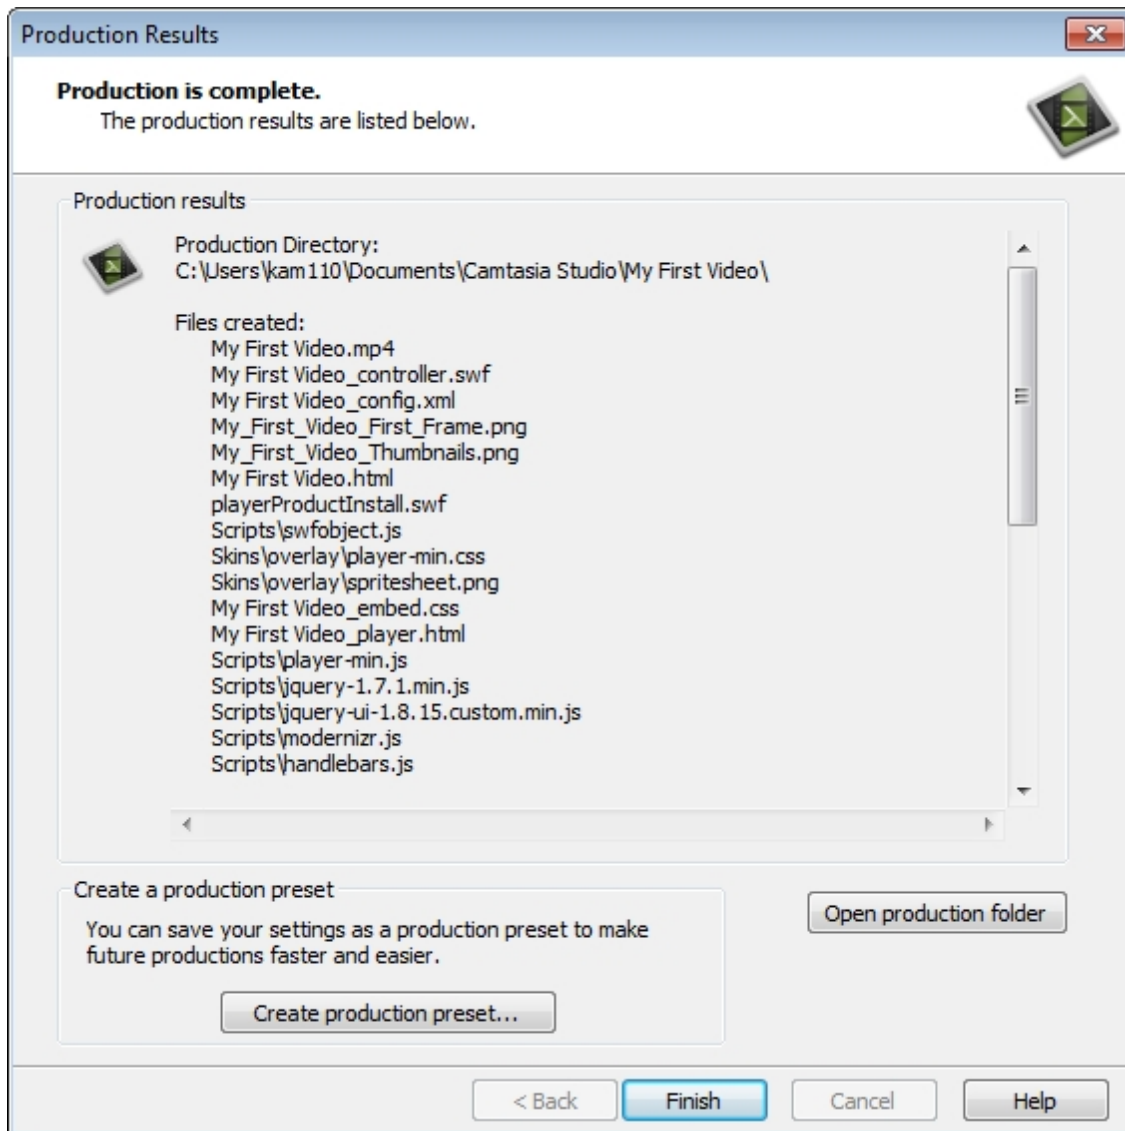 Production Results
Production is complete.
The production results are listed below.
Production results
Production Directory:
C:\Users\kam110\Documents\Camtasia Studio\My First Video\
Files created:
My First Video.mp4
My First Video_controller.swf
My First Video_config.xml
My_First_Video_First_Frame.png
My_First_Video_Thumbnails.png
My First Video.html
playerProductInstall.swf
Scripts\swfobject.js
Skins\overlay\player-min.css
Skins\overlay\spritesheet.png
My First Video_embed.css
My First Video_player.html
Scripts\player-min.js
Scripts\jquery-1.7.1.min.js
Scripts\jquery-ui-1.8.15.custom.min.js
Scripts\modernizr.js
Scripts\handlebars.js
Create a production preset
You can save your settings as a production preset to make
future productions faster and easier.
Create production preset...
Open production folder
< Back
Finish
Cancel
Help